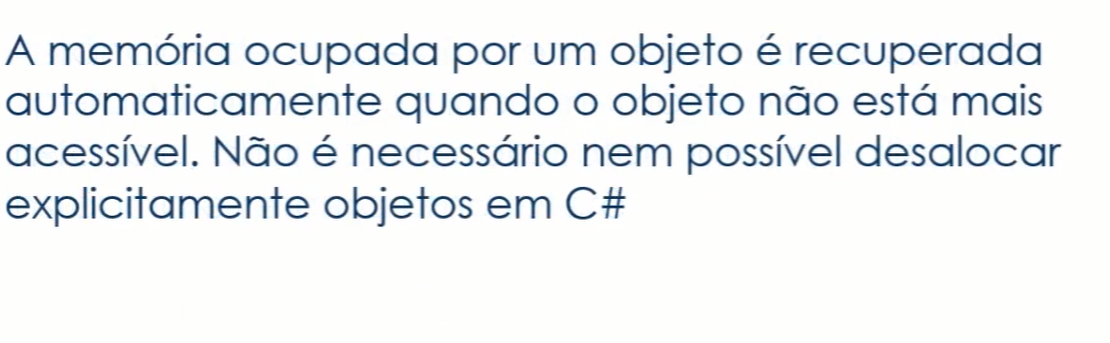 A memória ocupada por um objeto é recuperada
automaticamente quando o objeto não está mais
acessível. Não é necessário nem possível desalocar
explicitamente objetos em C#